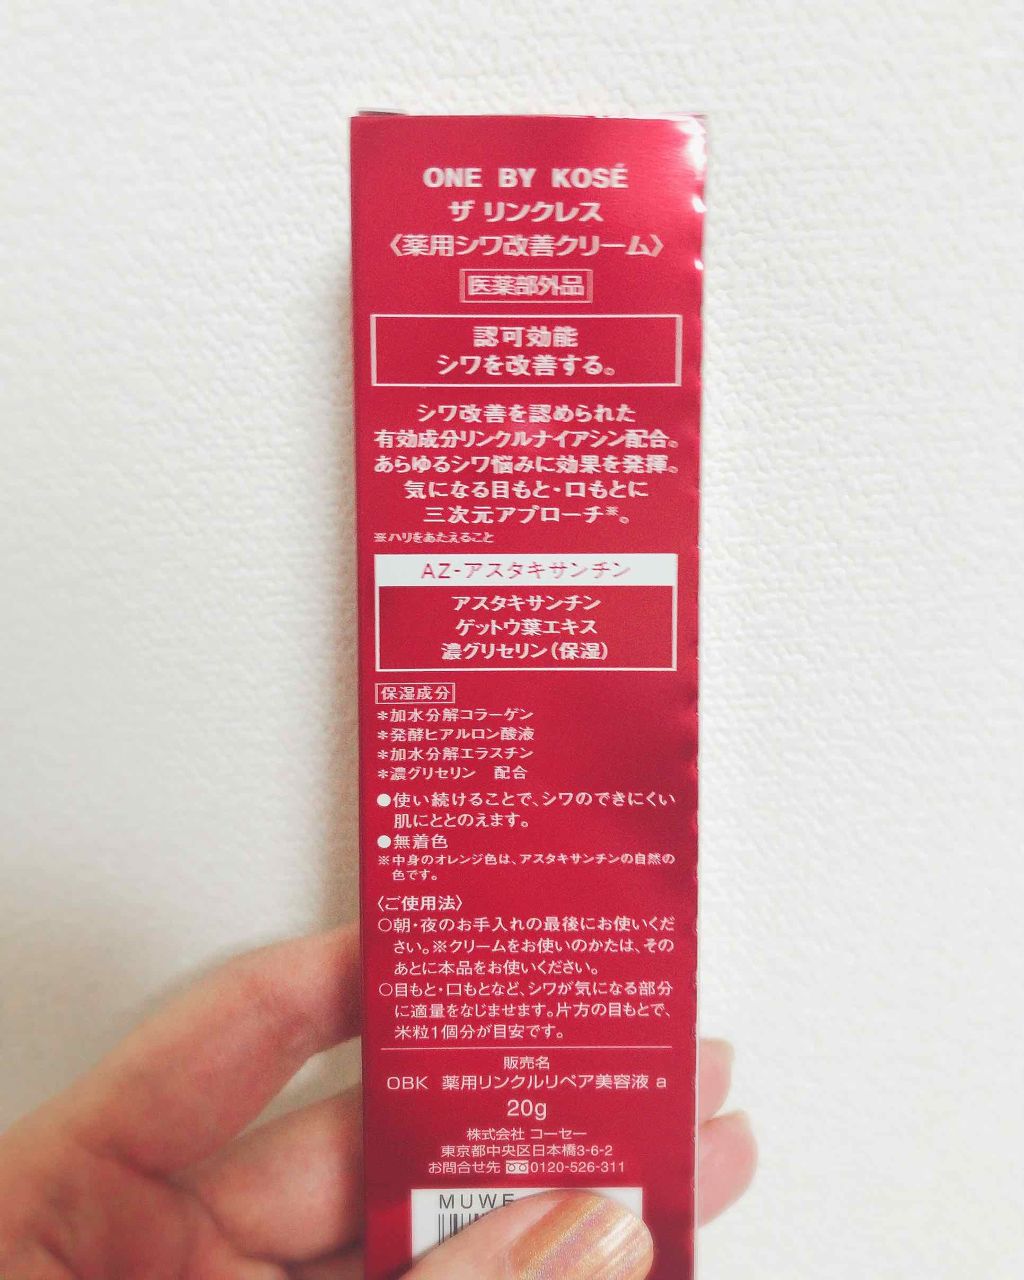 ONE BY KOSÉ
ザ リンクレス
〈薬用シワ改善クリーム〉
医薬部外品
認可効能
シワを改善する。
シワ改善を認められた
有効成分リンクルナイアシン配合。
あらゆるシワ悩みに効果を発揮。
気になる目もと・口もとに
三次元アプローチ※。
※ハリをあたえること
AZ-アスタキサンチン
アスタキサンチン
ゲットウ葉エキス
濃グリセリン(保湿)
保湿成分
*加水分解コラーゲン
*発酵ヒアルロン酸液
*加水分解エラスチン
*濃グリセリン 配合
●使い続けることで、シワのできにくい
肌にととのえます。
●無着色
※中身のオレンジ色は、アスタキサンチンの自然の
色です。
〈ご使用法〉
○朝・夜のお手入れの最後にお使いくだ
さい。※クリームをお使いのかたは、その
あとに本品をお使いください。
○目もと・口もとなど、シワが気になる部分
に適量をなじませます。片方の目もとで、
米粒1個分が目安です。
販売名
OBK 薬用リンクルリペア美容液 a
20g
株式会社 コーセー
東京都中央区日本橋3-6-2
お問合せ先 0120-526-311
MUWE